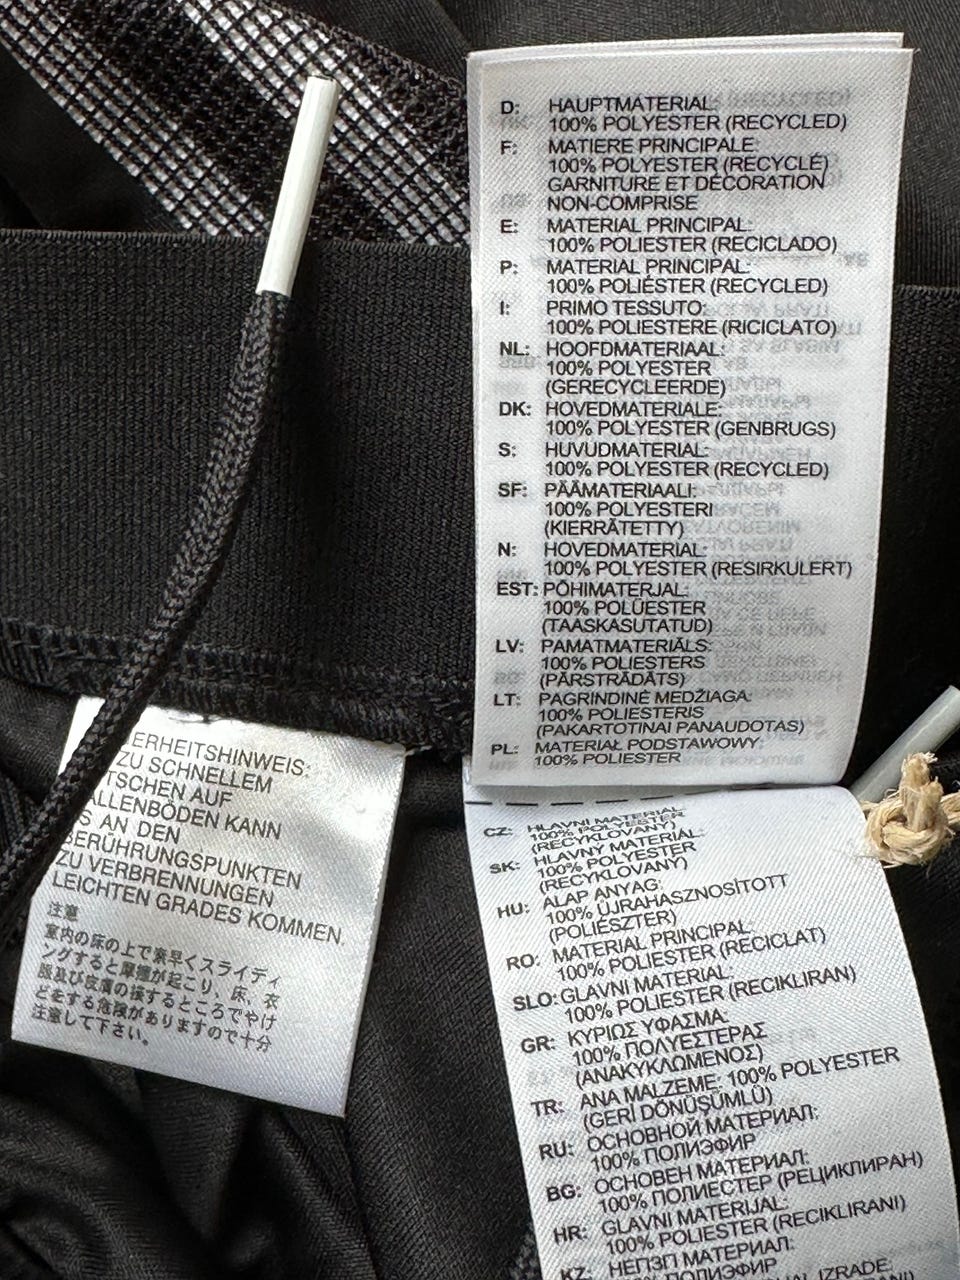 D: HAUPTMATERIAL:
100% POLYESTER (RECYCLED)
F: MATIERE PRINCIPALE:
100% POLYESTER (RECYCLÉ)
GARNITURE ET DÉCORATION
NON-COMPRISE
E: MATERIAL PRINCIPAL:
100% POLIESTER (RECICLADO)
P: MATERIAL PRINCIPAL:
100% POLIÉSTER (RECYCLED)
I: PRIMO TESSUTO:
100% POLIESTERE (RICICLATO)
NL: HOOFDMATERIAAL:
100% POLYESTER
(GERECYCLEERDE)
DK: HOVEDMATERIALE:
100% POLYESTER (GENBRUGS)
S: HUVUDMATERIAL:
100% POLYESTER (RECYCLED)
SF: PÄÄMATERIAALI:
100% POLYESTERI
(KIERRÄTETTY)
N: HOVEDMATERIAL:
100% POLYESTER (RESIRKULERT)
EST: PÕHIMATERJAL:
100% POLÜESTER
(TAASKASUTATUD)
LV: PAMATMATERIĀLS:
100% POLIESTERS
(PĀRSTRĀDĀTS)
LT: PAGRINDINĖ MEDŽIAGA:
100% POLIESTERIS
(PAKARTOTINAI PANAUDOTAS)
PL: MATERIAŁ PODSTAWOWY:
100% POLIESTER
CZ: HLAVNÍ MATERIÁL:
100% POLYESTER
(RECYKLOVANÝ)
SK: HLAVNÝ MATERIÁL:
100% POLYESTER
(RECYKLOVANÝ)
HU: ALAP ANYAG:
100% ÚJRAHASZNOSÍTOTT
(POLIÉSZTER)
RO: MATERIAL PRINCIPAL:
100% POLIESTER (RECICLAT)
SLO: GLAVNI MATERIAL:
100% POLIESTER (RECIKLIRAN)
GR: ΚΥΡΙΩΣ ΥΦΑΣΜΑ:
100% ΠΟΛΥΕΣΤΕΡΑΣ
(ΑΝΑΚΥΚΛΩΜΕΝΟΣ)
TR: ANA MALZEME: 100% POLYESTER
(GERİ DÖNÜŞÜMLÜ)
RU: ОСНОВНОЙ МАТЕРИАЛ:
100% ПОЛИЭФИР
BG: ОСНОВЕН МАТЕРИАЛ:
100% ПОЛИЕСТЕР (РЕЦИКЛИРАН)
HR: GLAVNI MATERIJAL:
100% POLIESTER (RECIKLIRANI)
KZ: НЕГІЗГІ МАТЕРИАЛ:
ПОЛИЭФИР
IZRADE:
ERHEITSHINWEIS:
ZU SCHNELLEM
TSCHEN AUF
ALLENBÖDEN KANN
S AN DEN
BERÜHRUNGSPUNKTEN
ZU VERBRENNUNGEN
LEICHTEN GRADES KOMMEN.
注意
室内の床の上で素早くスライディ
ングすると摩擦が起こり、床、衣
服及び皮膚の接するところでやけ
どをする危険がありますので十分
注意して下さい。